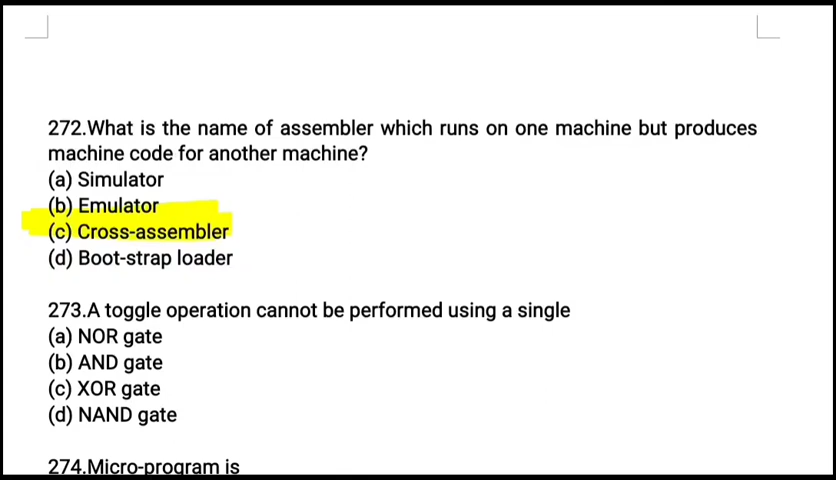 272.What is the name of assembler which runs on one machine but produces
machine code for another machine?
(a) Simulator
(b) Emulator
(c) Cross-assembler
(d) Boot-strap loader
273.A toggle operation cannot be performed using a single
(a) NOR gate
(b) AND gate
(c) XOR gate
(d) NAND gate
274.Micro-program is